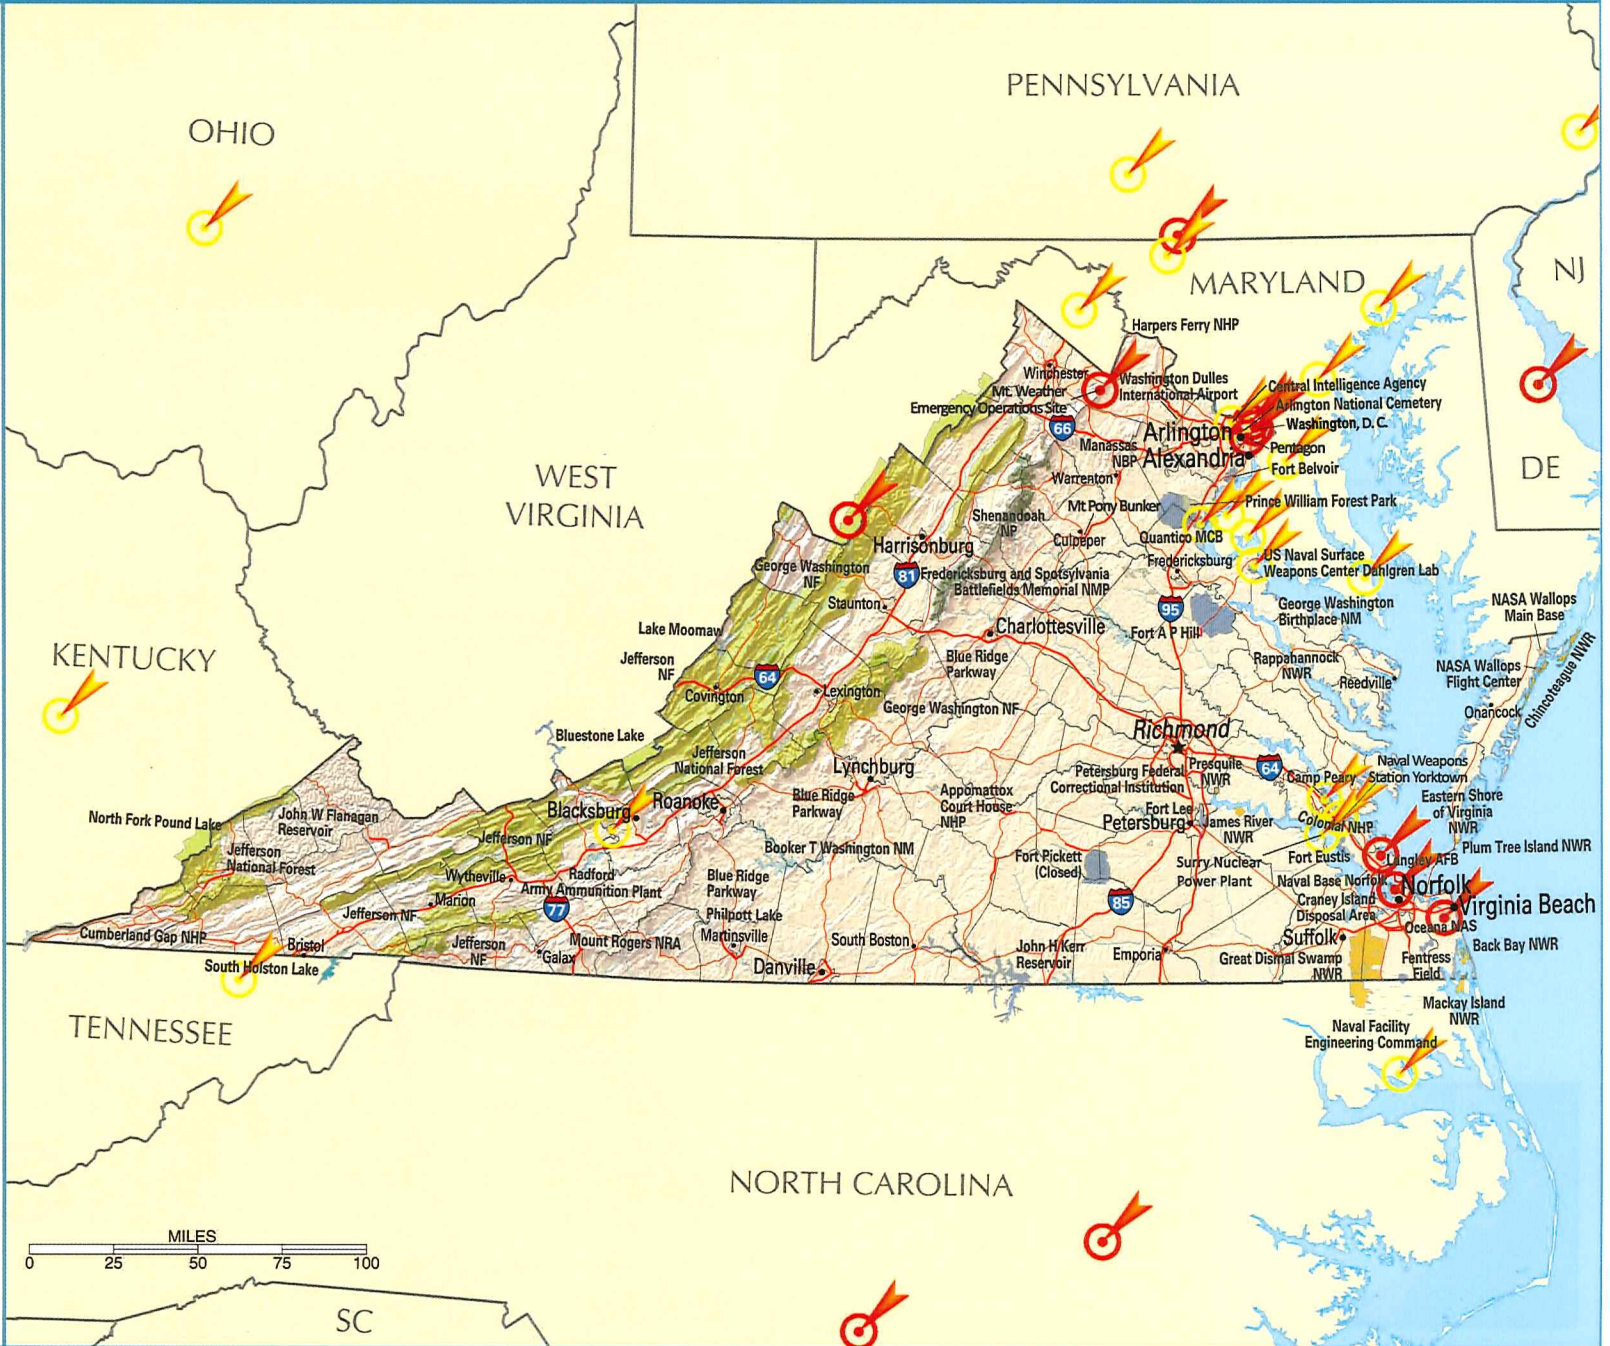 OHIO
PENNSYLVANIA
MARYLAND
NJ
DE
WEST
VIRGINIA
KENTUCKY
TENNESSEE
NORTH CAROLINA
SC
Harpers Ferry NHP
Winchester
Mt. Weather
Emergency Operations Site
Washington Dulles
International Airport
Central Intelligence Agency
Arlington National Cemetery
Washington, D. C.
66
Arlington
Alexandria
Manassas
NBP
Pentagon
Fort Belvoir
Warrenton
Prince William Forest Park
Mt Pony Bunker
Shenandoah
NP
Culpeper
Quantico MCB
Harrisonburg
Fredericksburg
US Naval Surface
Weapons Center Dahlgren Lab
George Washington
NF
81
Fredericksburg and Spotsylvania
Battlefields Memorial NMP
Staunton
95
George Washington
Birthplace NM
NASA Wallops
Main Base
Lake Moomaw
Charlottesville
Fort A P Hill
Jefferson
NF
64
Blue Ridge
Parkway
Rappahannock
NWR
Reedville
NASA Wallops
Flight Center
Chincoteague NWR
Covington
Lexington
George Washington NF
Onancock
Bluestone Lake
Richmond
Jefferson
National Forest
Lynchburg
Petersburg Federal
Correctional Institution
Presquile
NWR
64
Camp Peary
Naval Weapons
Station Yorktown
Blacksburg
Roanoke
Blue Ridge
Parkway
Appomattox
Court House
NHP
Fort Lee
Petersburg
James River
NWR
Colonial NHP
Eastern Shore
of Virginia
NWR
North Fork Pound Lake
John W Flanagan
Reservoir
Jefferson NF
Booker T Washington NM
Plum Tree Island NWR
Jefferson
National Forest
Fort Pickett
(Closed)
Surry Nuclear
Power Plant
Fort Eustis
Langley AFB
Wytheville
Radford
Army Ammunition Plant
Blue Ridge
Parkway
Naval Base Norfolk
Norfolk
Marion
77
85
Craney Island
Disposal Area
Virginia Beach
Jefferson NF
Philpott Lake
Martinsville
Oceana NAS
Cumberland Gap NHP
Bristol
Jefferson
NF
Mount Rogers NRA
South Boston
John H Kerr
Reservoir
Emporia
Suffolk
Back Bay NWR
South Holston Lake
Galax
Danville
Great Dismal Swamp
NWR
Fentress
Field
Mackay Island
NWR
Naval Facility
Engineering Command
MILES
0 25 50 75 100